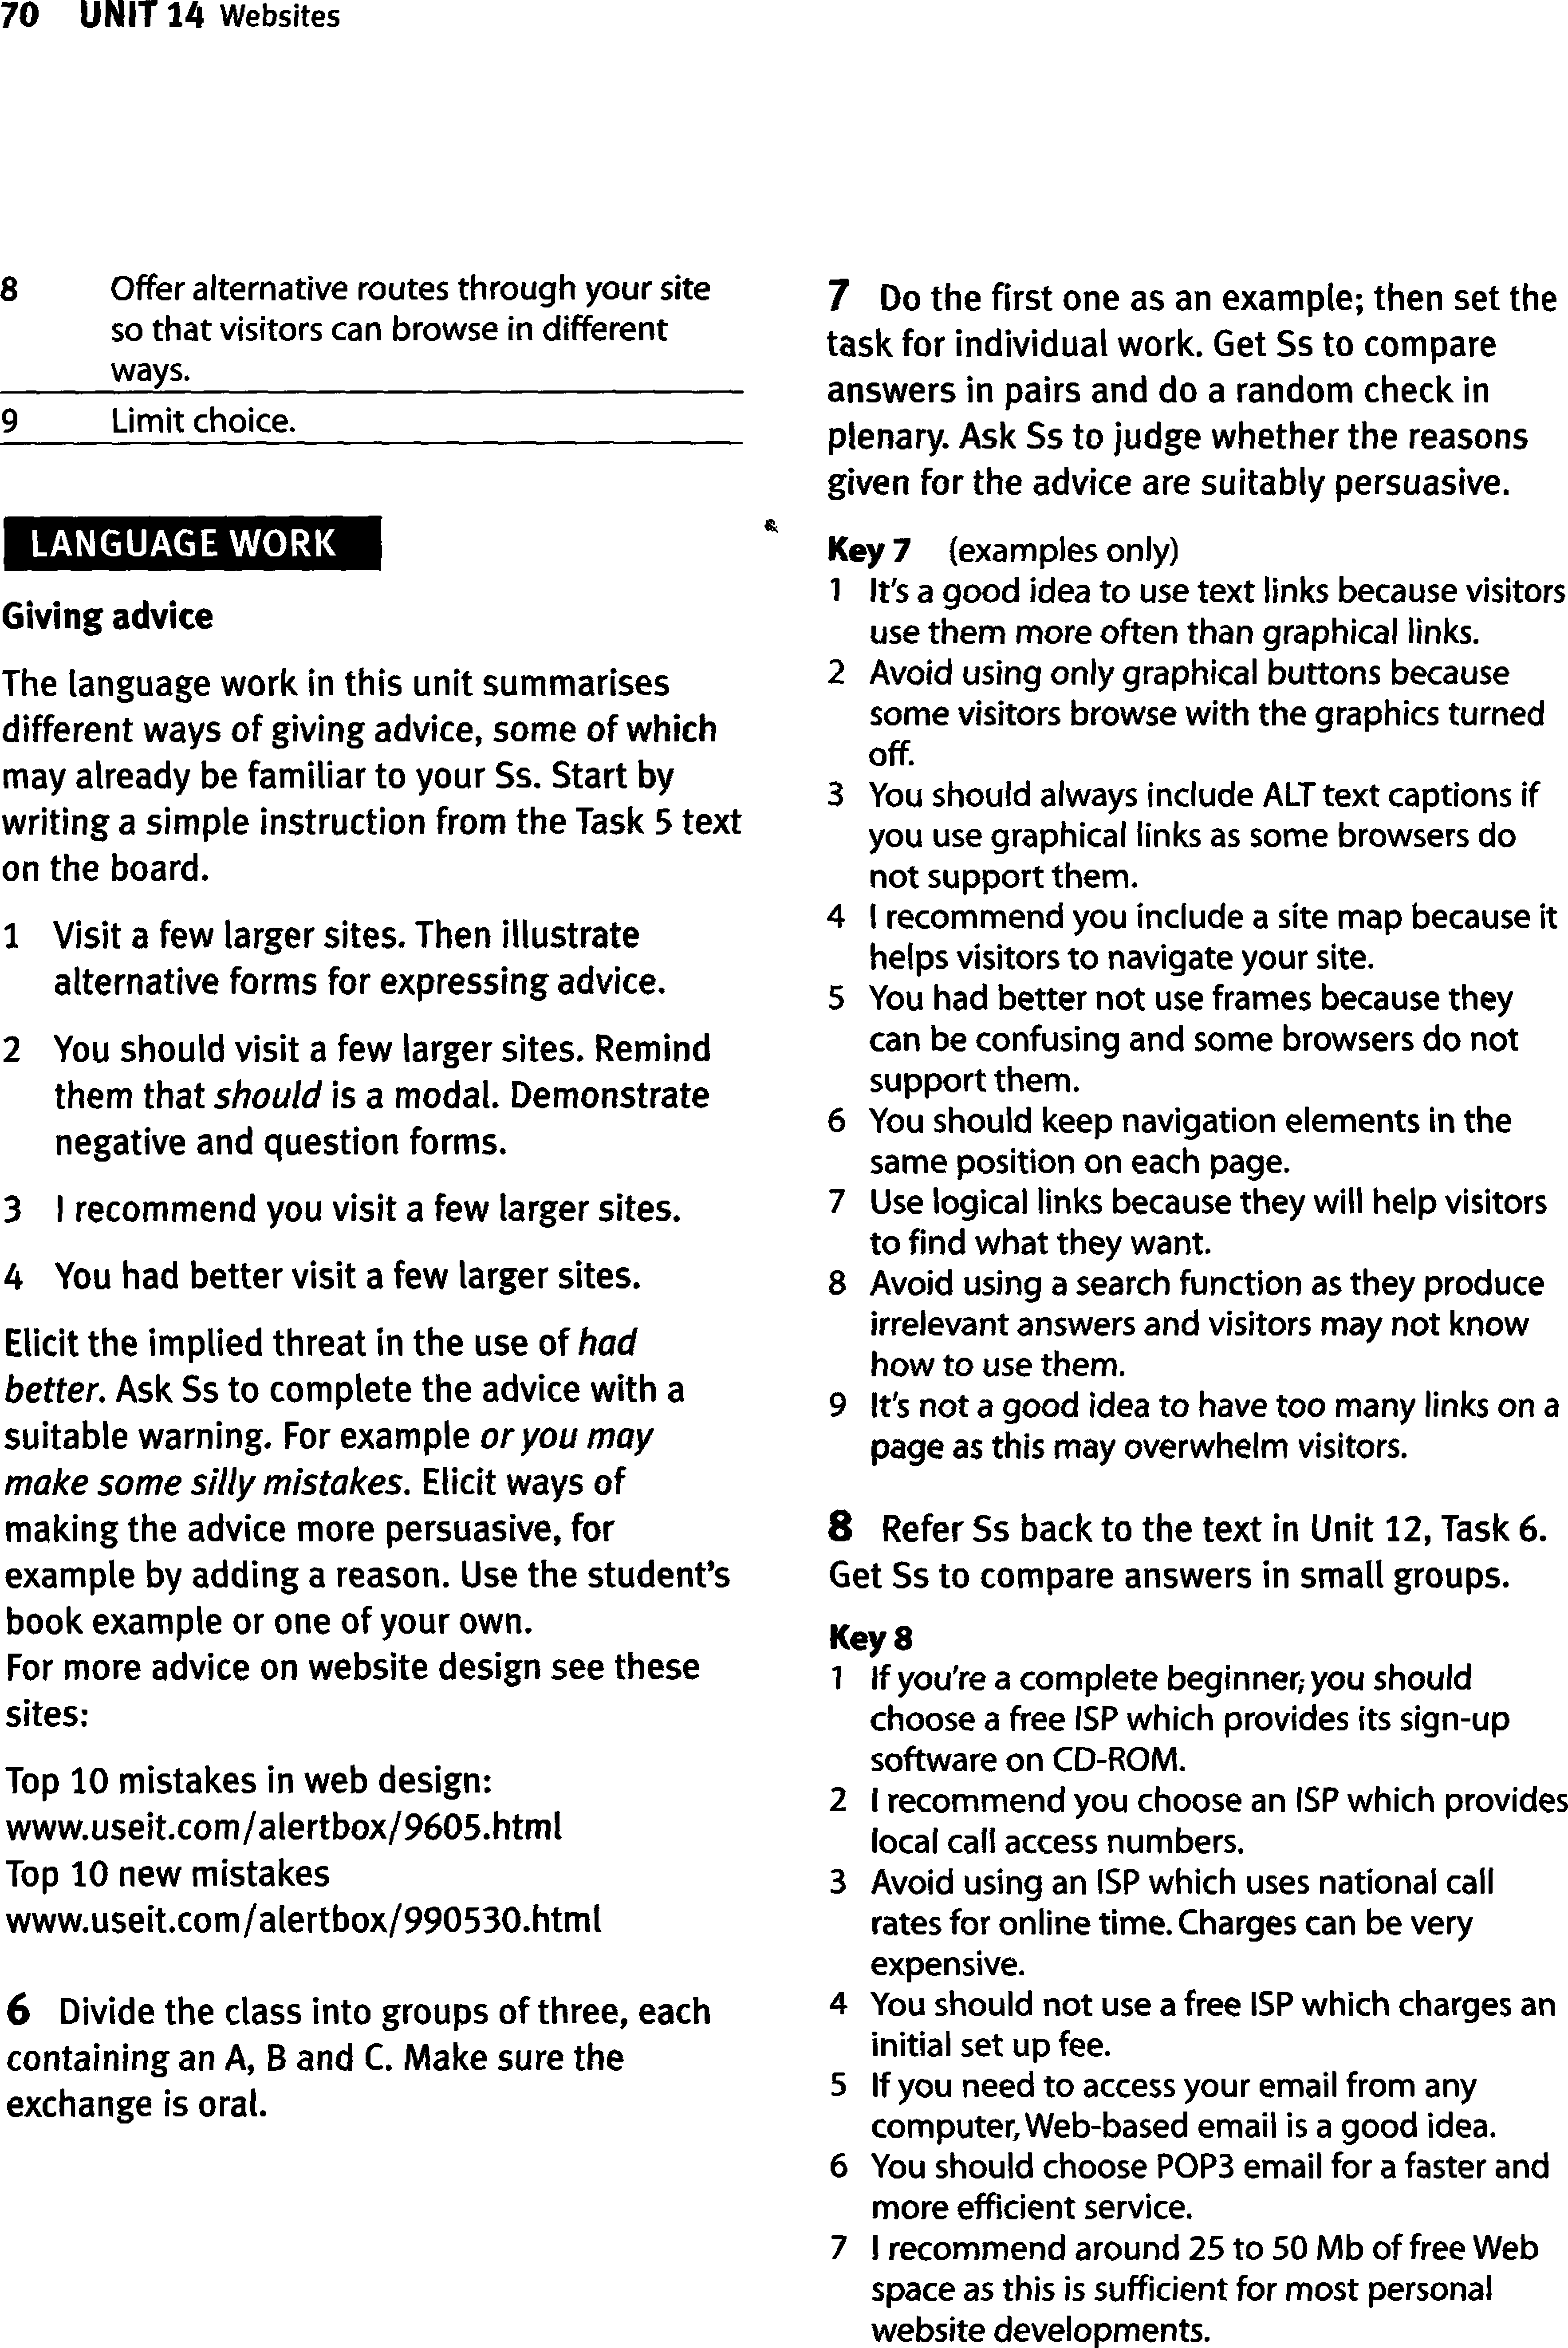 70 UNIT 14 Websites
8 Offer alternative routes through your site
so that visitors can browse in different
ways.
9 Limit choice.
LANGUAGE WORK
Giving advice
The language work in this unit summarises
different ways of giving advice, some of which
may already be familiar to your Ss. Start by
writing a simple instruction from the Task 5 text
on the board.
1 Visit a few larger sites. Then illustrate
alternative forms for expressing advice.
2 You should visit a few larger sites. Remind
them that should is a modal. Demonstrate
negative and question forms.
3 I recommend you visit a few larger sites.
4 You had better visit a few larger sites.
Elicit the implied threat in the use of had
better. Ask Ss to complete the advice with a
suitable warning. For example or you may
make some silly mistakes. Elicit ways of
making the advice more persuasive, for
example by adding a reason. Use the student's
book example or one of your own.
For more advice on website design see these
sites:
Top 10 mistakes in web design:
www.useit.com/alertbox/9605.html
Top 10 new mistakes
www.useit.com/alertbox/990530.html
6 Divide the class into groups of three, each
containing an A, B and C. Make sure the
exchange is oral.
7 Do the first one as an example; then set the
task for individual work. Get Ss to compare
answers in pairs and do a random check in
plenary. Ask Ss to judge whether the reasons
given for the advice are suitably persuasive.
Key 7 (examples only)
1 It's a good idea to use text links because visitors
use them more often than graphical links.
2 Avoid using only graphical buttons because
some visitors browse with the graphics turned
off.
3 You should always include ALT text captions if
you use graphical links as some browsers do
not support them.
4 I recommend you include a site map because it
helps visitors to navigate your site.
5 You had better not use frames because they
can be confusing and some browsers do not
support them.
6 You should keep navigation elements in the
same position on each page.
7 Use logical links because they will help visitors
to find what they want.
8 Avoid using a search function as they produce
irrelevant answers and visitors may not know
how to use them.
9 It's not a good idea to have too many links on a
page as this may overwhelm visitors.
8 Refer Ss back to the text in Unit 12, Task 6.
Get Ss to compare answers in small groups.
Key 8
1 If you're a complete beginner, you should
choose a free ISP which provides its sign-up
software on CD-ROM.
2 I recommend you choose an ISP which provides
local call access numbers.
3 Avoid using an ISP which uses national call
rates for online time. Charges can be very
expensive.
4 You should not use a free ISP which charges an
initial set up fee.
5 If you need to access your email from any
computer, Web-based email is a good idea.
6 You should choose POP3 email for a faster and
more efficient service.
7 I recommend around 25 to 50 Mb of free Web
space as this is sufficient for most personal
website developments.